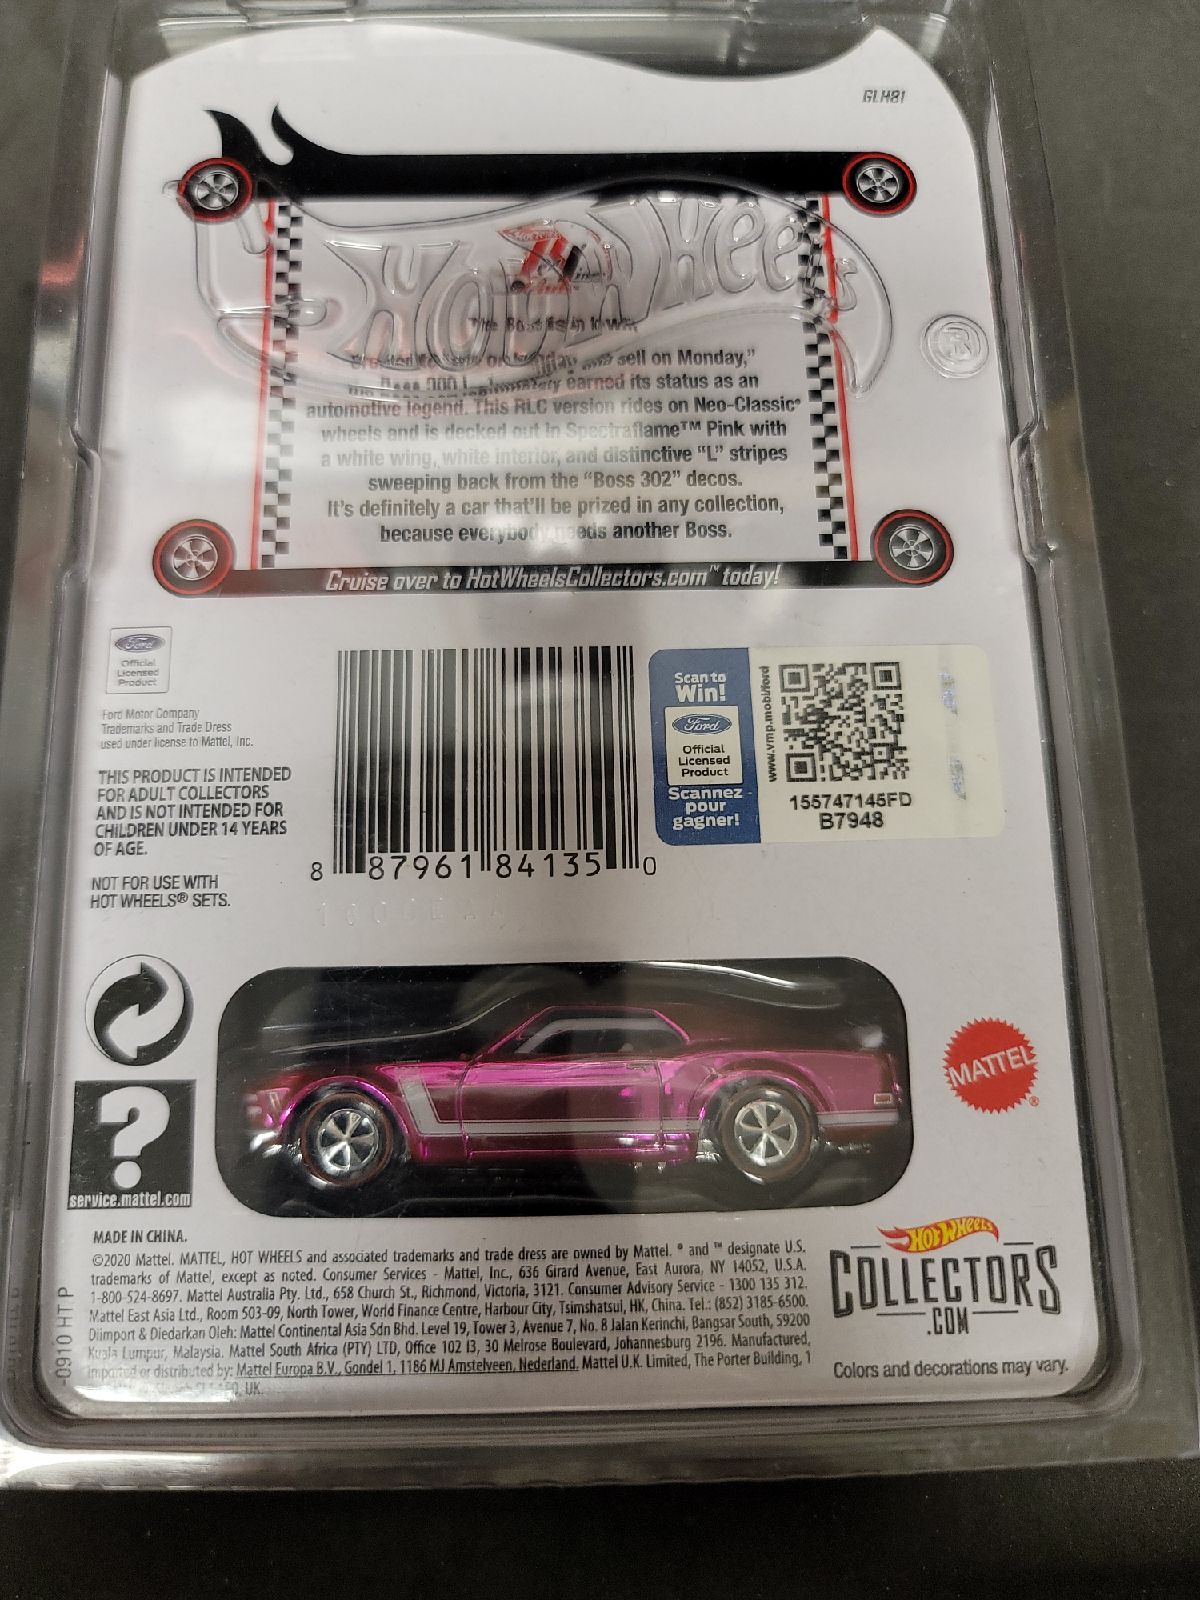 GLH81
HOT WHEELS
®
The Boss Is In
sell on Monday,"
earned its status as an
automotive legend. This RLC version rides on Neo-Classic®
wheels and is decked out in Spectraflame™ Pink with
a white wing, white interior, and distinctive "L" stripes
sweeping back from the "Boss 302" decos.
It's definitely a car that'll be prized in any collection,
because everybody needs another Boss.
Cruise over to HotWheelsCollectors.com™ today!
Ford
Official
Licensed
Product
Ford Motor Company
Trademarks and Trade Dress
used under license to Mattel, Inc.
THIS PRODUCT IS INTENDED
FOR ADULT COLLECTORS
AND IS NOT INTENDED FOR
CHILDREN UNDER 14 YEARS
OF AGE.
NOT FOR USE WITH
HOT WHEELS® SETS.
8 87961 84135 0
Scan to
Win!
Ford
Official
Licensed
Product
Scannez
pour
gagner!
www.vmp.mobi/ford
155747145FD
B7948
MATTEL
®
?
service.mattel.com
MADE IN CHINA.
©2020 Mattel. MATTEL, HOT WHEELS and associated trademarks and trade dress are owned by Mattel. ® and ™ designate U.S.
trademarks of Mattel, except as noted. Consumer Services - Mattel, Inc., 636 Girard Avenue, East Aurora, NY 14052, U.S.A.
1-800-524-8697. Mattel Australia Pty. Ltd., 658 Church St., Richmond, Victoria, 3121. Consumer Advisory Service - 1300 135 312.
Mattel East Asia Ltd., Room 503-09, North Tower, World Finance Centre, Harbour City, Tsimshatsui, HK, China. Tel.: (852) 3185-6500.
Diimport & Diedarkan Oleh: Mattel Continental Asia Sdn Bhd. Level 19, Tower 3, Avenue 7, No. 8 Jalan Kerinchi, Bangsar South, 59200
Kuala Lumpur, Malaysia. Mattel South Africa (PTY) LTD, Office 102 I3, 30 Melrose Boulevard, Johannesburg 2196. Manufactured,
imported or distributed by: Mattel Europa B.V., Gondel 1, 1186 MJ Amstelveen, Nederland. Mattel U.K. Limited, The Porter Building, 1
UK.
-0910 HT P
HOT WHEELS
COLLECTORS
.COM
Colors and decorations may vary.